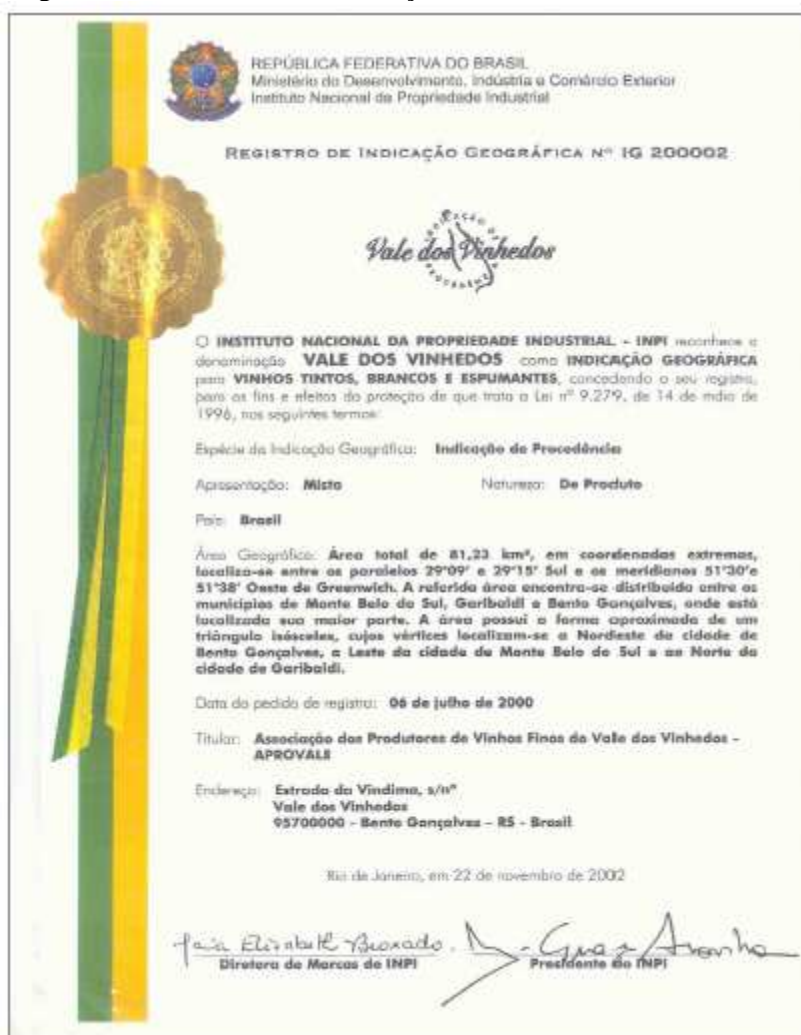 REPÚBLICA FEDERATIVA DO BRASIL
Ministério do Desenvolvimento, Indústria e Comércio Exterior
Instituto Nacional da Propriedade Industrial
REGISTRO DE INDICAÇÃO GEOGRÁFICA Nº IG 200002
INDICAÇÃO DE
Vale dos Vinhedos
PROCEDÊNCIA
O INSTITUTO NACIONAL DA PROPRIEDADE INDUSTRIAL - INPI reconhece a
denominação VALE DOS VINHEDOS como INDICAÇÃO GEOGRÁFICA
para VINHOS TINTOS, BRANCOS E ESPUMANTES, concedendo o seu registro,
para os fins e efeitos da proteção de que trata a Lei nº 9.279, de 14 de maio de
1996, nos seguintes termos:
Espécie da Indicação Geográfica: Indicação de Procedência
Apresentação: Mista Natureza: De Produto
País: Brasil
Área Geográfica: Área total de 81,23 km², em coordenadas extremas,
localiza-se entre os paralelos 29°09' e 29°15' Sul e os meridianos 51°30'e
51°38' Oeste de Greenwich. A referida área encontra-se distribuída entre os
municípios de Monte Belo do Sul, Garibaldi e Bento Gonçalves, onde está
localizada sua maior parte. A área possui a forma aproximada de um
triângulo isósceles, cujos vértices localizam-se a Nordeste da cidade de
Bento Gonçalves, a Leste da cidade de Monte Belo do Sul e ao Norte da
cidade de Garibaldi.
Data do pedido de registro: 06 de julho de 2000
Titular: Associação dos Produtores de Vinhos Finos do Vale dos Vinhedos -
APROVALE
Endereço: Estrada da Vindima, s/nº
Vale dos Vinhedos
95700000 - Bento Gonçalves - RS - Brasil
Rio de Janeiro, em 22 de novembro de 2002
Diretora de Marcas do INPI Presidente do INPI